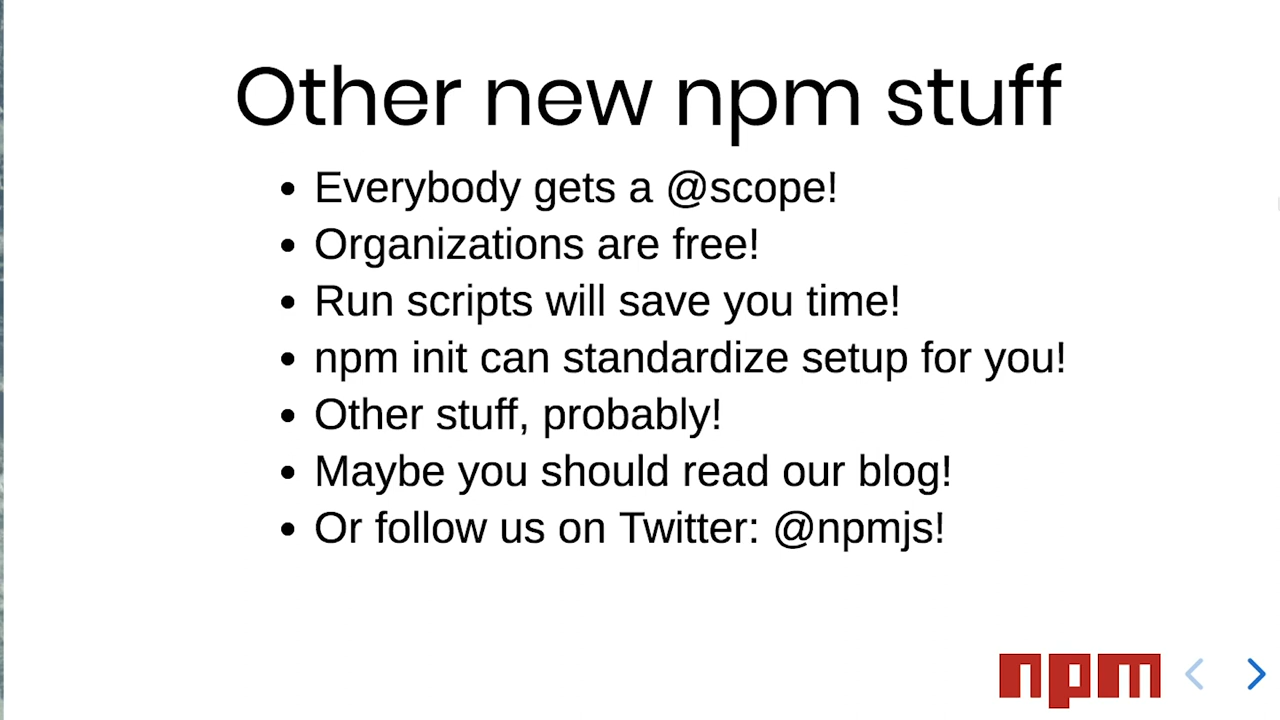 Other new npm stuff
Everybody gets a @scope!
Organizations are free!
Run scripts will save you time!
npm init can standardize setup for you!
Other stuff, probably!
Maybe you should read our blog!
Or follow us on Twitter: @npmjs!
npm